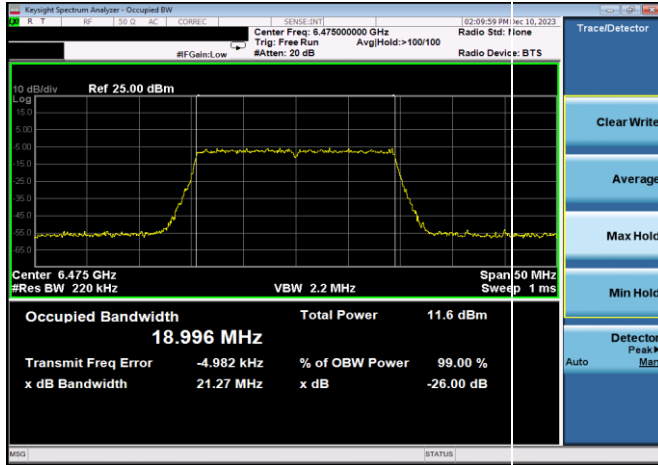 Keysight Spectrum Analyzer - Occupied BW
R T RF 50 Ω AC CORREC SENSE:INT 02:09:59 PM Dec 10, 2023
Center Freq: 6.475000000 GHz Radio Std: None
Trig: Free Run Avg|Hold:>100/100
#IFGain:Low #Atten: 20 dB Radio Device: BTS
10 dB/div Ref 25.00 dBm
Log
15.0
5.00
-5.00
-15.0
-25.0
-35.0
-45.0
-55.0
-65.0
Center 6.475 GHz Span 50 MHz
#Res BW 220 kHz VBW 2.2 MHz Sweep 1 ms
Occupied Bandwidth Total Power 11.6 dBm
18.996 MHz
Transmit Freq Error -4.982 kHz % of OBW Power 99.00 %
x dB Bandwidth 21.27 MHz x dB -26.00 dB
MSG STATUS
Trace/Detector
Clear Write
Average
Max Hold
Min Hold
Detector
Peak
Auto Man